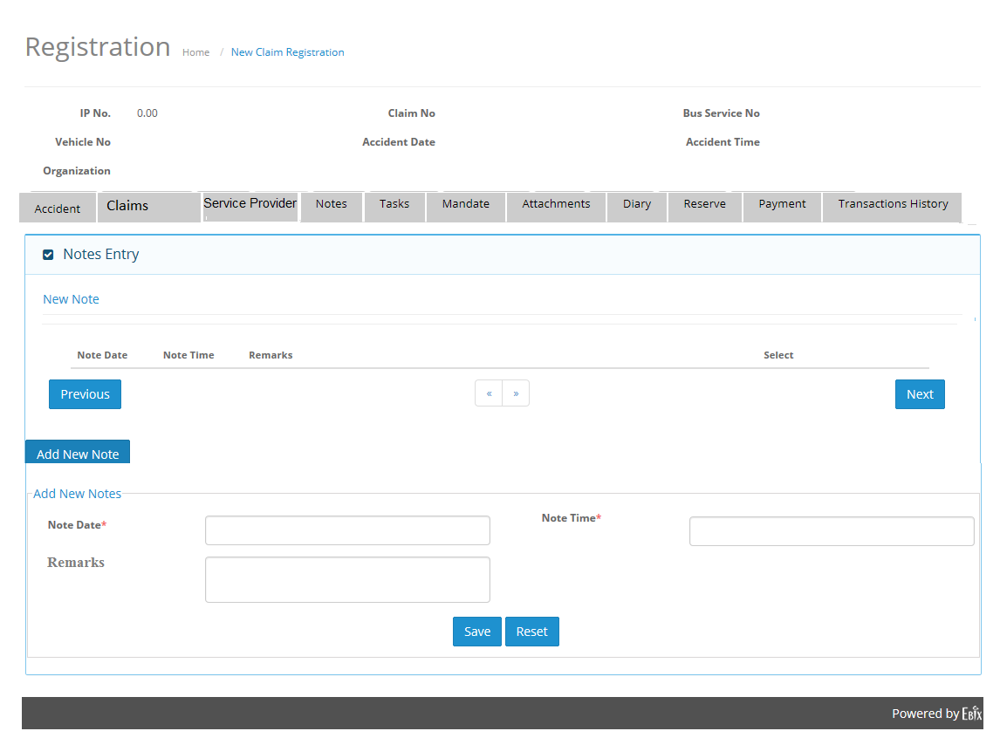 Registration Home / New Claim Registration
IP No. 0.00 Claim No Bus Service No
Vehicle No Accident Date Accident Time
Organization
Accident Claims Service Provider Notes Tasks Mandate Attachments Diary Reserve Payment Transactions History
Notes Entry
New Note
Note Date Note Time Remarks Select
Previous « » Next
Add New Note
Add New Notes
Note Date* Note Time*
Remarks
Save Reset
Powered by Ebix